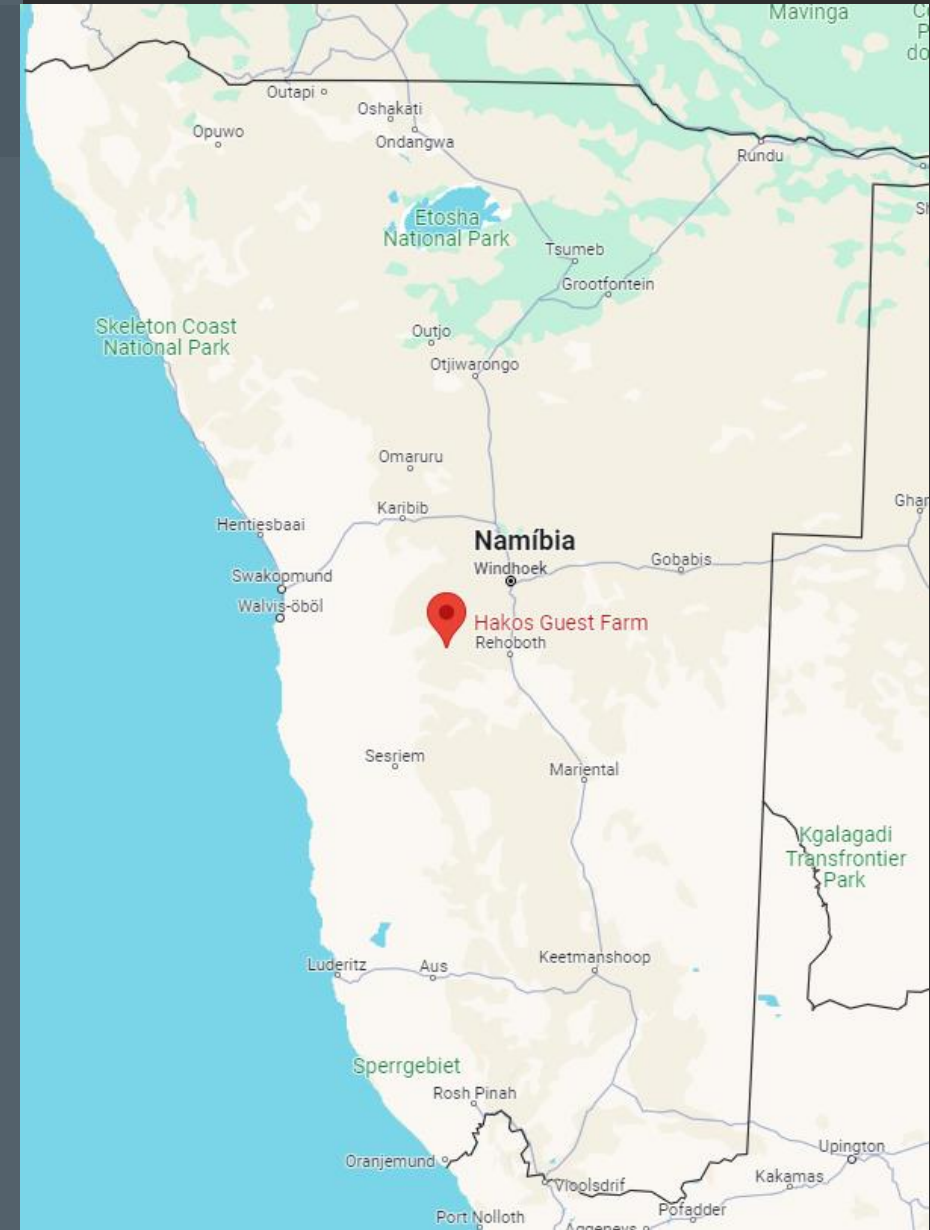 Mavinga
Outapi
Oshakati
Opuwo
Ondangwa
Rundu
Etosha
National Park
Tsumeb
Grootfontein
Skeleton Coast
National Park
Outjo
Otjiwarongo
Omaruru
Karibib
Hentiesbaai
Namíbia
Windhoek
Gobabis
Swakopmund
Walvis-öböl
Hakos Guest Farm
Rehoboth
Sesriem
Mariental
Kgalagadi
Transfrontier
Park
Luderitz
Aus
Keetmanshoop
Sperrgebiet
Rosh Pinah
Oranjemund
Upington
Vioolsdrif
Kakamas
Pofadder
Port Nolloth